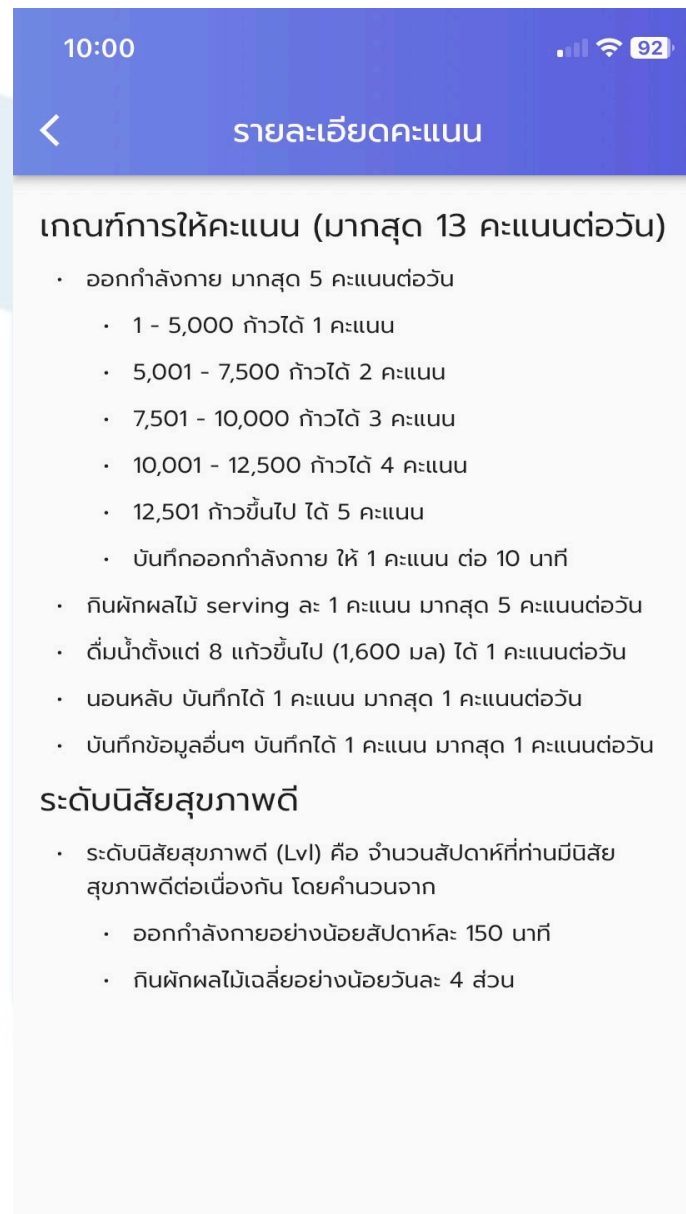 10:00
92
รายละเอียดคะแนน
เกณฑ์การให้คะแนน (มากสุด 13 คะแนนต่อวัน)
· ออกกำลังกาย มากสุด 5 คะแนนต่อวัน
· 1 - 5,000 ก้าวได้ 1 คะแนน
· 5,001 - 7,500 ก้าวได้ 2 คะแนน
· 7,501 - 10,000 ก้าวได้ 3 คะแนน
· 10,001 - 12,500 ก้าวได้ 4 คะแนน
· 12,501 ก้าวขึ้นไป ได้ 5 คะแนน
· บันทึกออกกำลังกาย ให้ 1 คะแนน ต่อ 10 นาที
· กินผักผลไม้ serving ละ 1 คะแนน มากสุด 5 คะแนนต่อวัน
· ดื่มน้ำตั้งแต่ 8 แก้วขึ้นไป (1,600 มล) ได้ 1 คะแนนต่อวัน
· นอนหลับ บันทึกได้ 1 คะแนน มากสุด 1 คะแนนต่อวัน
· บันทึกข้อมูลอื่นๆ บันทึกได้ 1 คะแนน มากสุด 1 คะแนนต่อวัน
ระดับนิสัยสุขภาพดี
· ระดับนิสัยสุขภาพดี (Lvl) คือ จำนวนสัปดาห์ที่ท่านมีนิสัย
สุขภาพดีต่อเนื่องกัน โดยคำนวนจาก
· ออกกำลังกายอย่างน้อยสัปดาห์ละ 150 นาที
· กินผักผลไม้เฉลี่ยอย่างน้อยวันละ 4 ส่วน